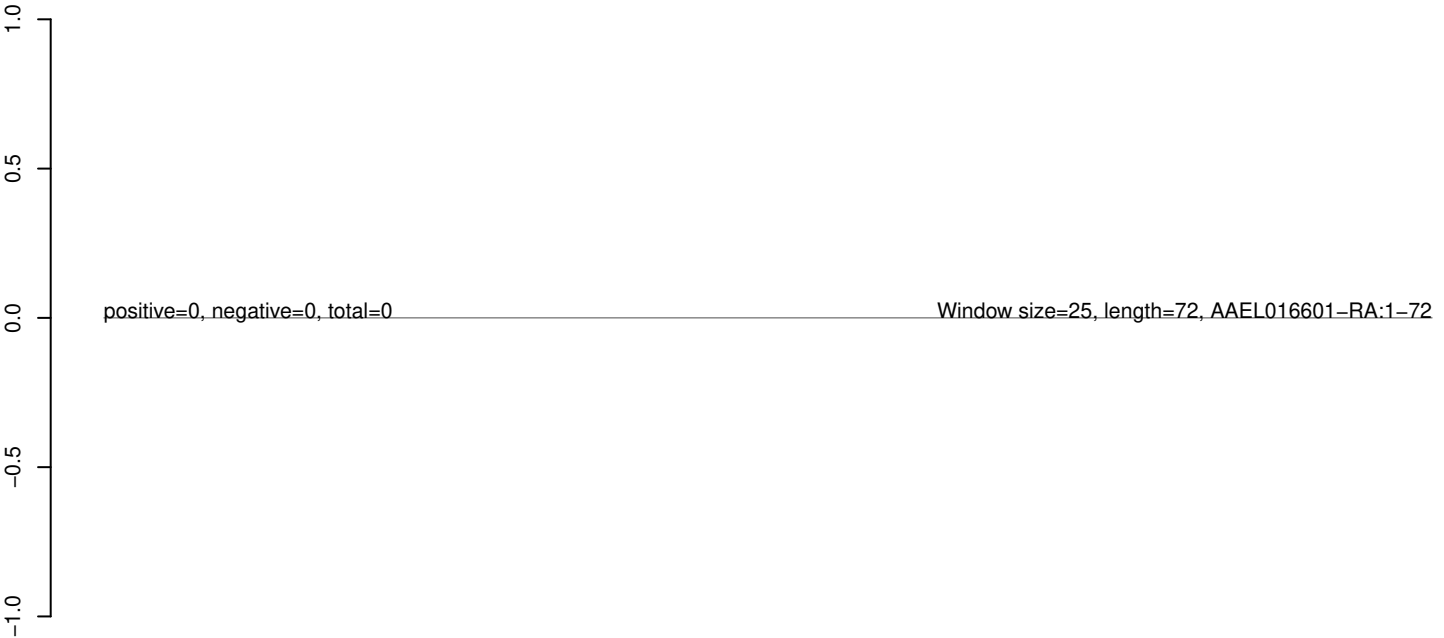 1.0
0.5
positive=0, negative=0, total=0
Window size=25, length=72, AAEL016601−RA:1−72
0.0
−0.5
−1.0